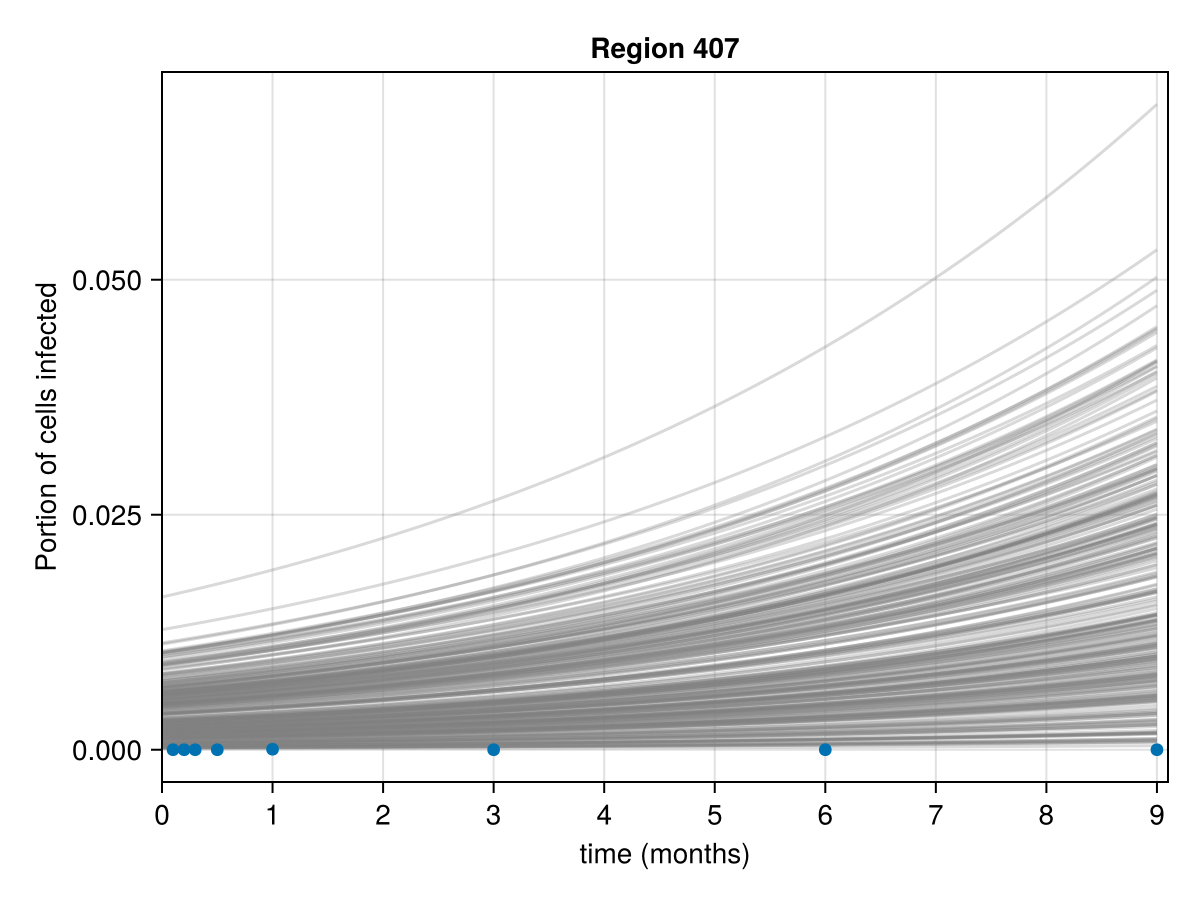 Region 407
Portion of cells infected
0.050
0.025
0.000
0 1 2 3 4 5 6 7 8 9
time (months)